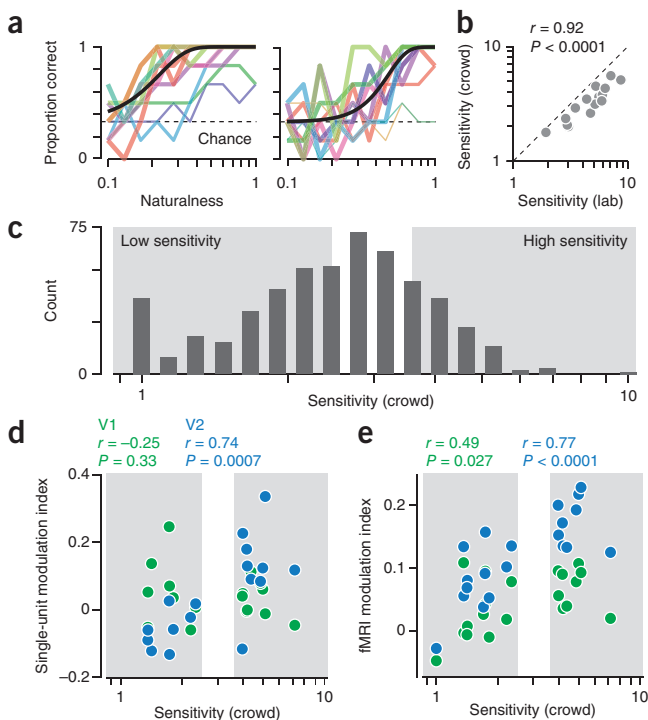 a
Proportion correct
1
0
Chance
0.1
1
0.1
1
Naturalness
b
r = 0.92
P < 0.0001
Sensitivity (crowd)
10
1
1
10
Sensitivity (lab)
c
75
Low sensitivity
High sensitivity
Count
0
1
10
Sensitivity (crowd)
d
V1
V2
r = –0.25
r = 0.74
P = 0.33
P = 0.0007
Single-unit modulation index
0.4
0.2
0
–0.2
1
10
Sensitivity (crowd)
e
r = 0.49
r = 0.77
P = 0.027
P < 0.0001
fMRI modulation index
0.2
0.1
0
1
10
Sensitivity (crowd)